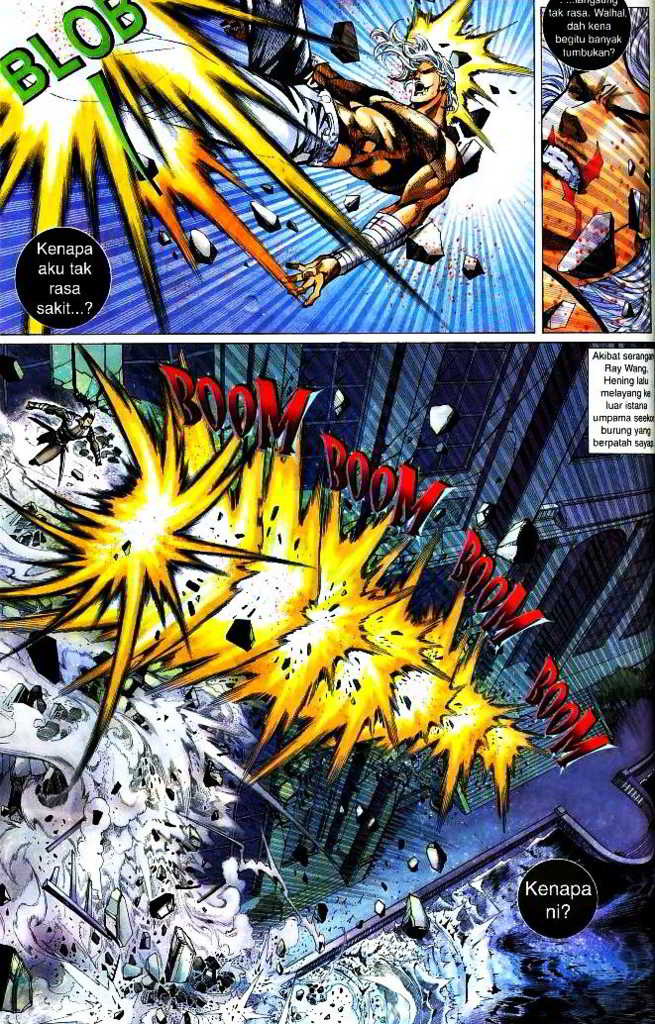 BLOB
Kenapa
aku tak
rasa
sakit...?
tak rasa. Walhal,
dah kena
begitu banyak
tumbukan?
Akibat serangan
Ray Wang,
Hening lalu
melayang ke
luar istana
umpama seekor
burung yang
berpatah sayap
BOOM
BOOM
BOOM
BOOM
Kenapa
ni?